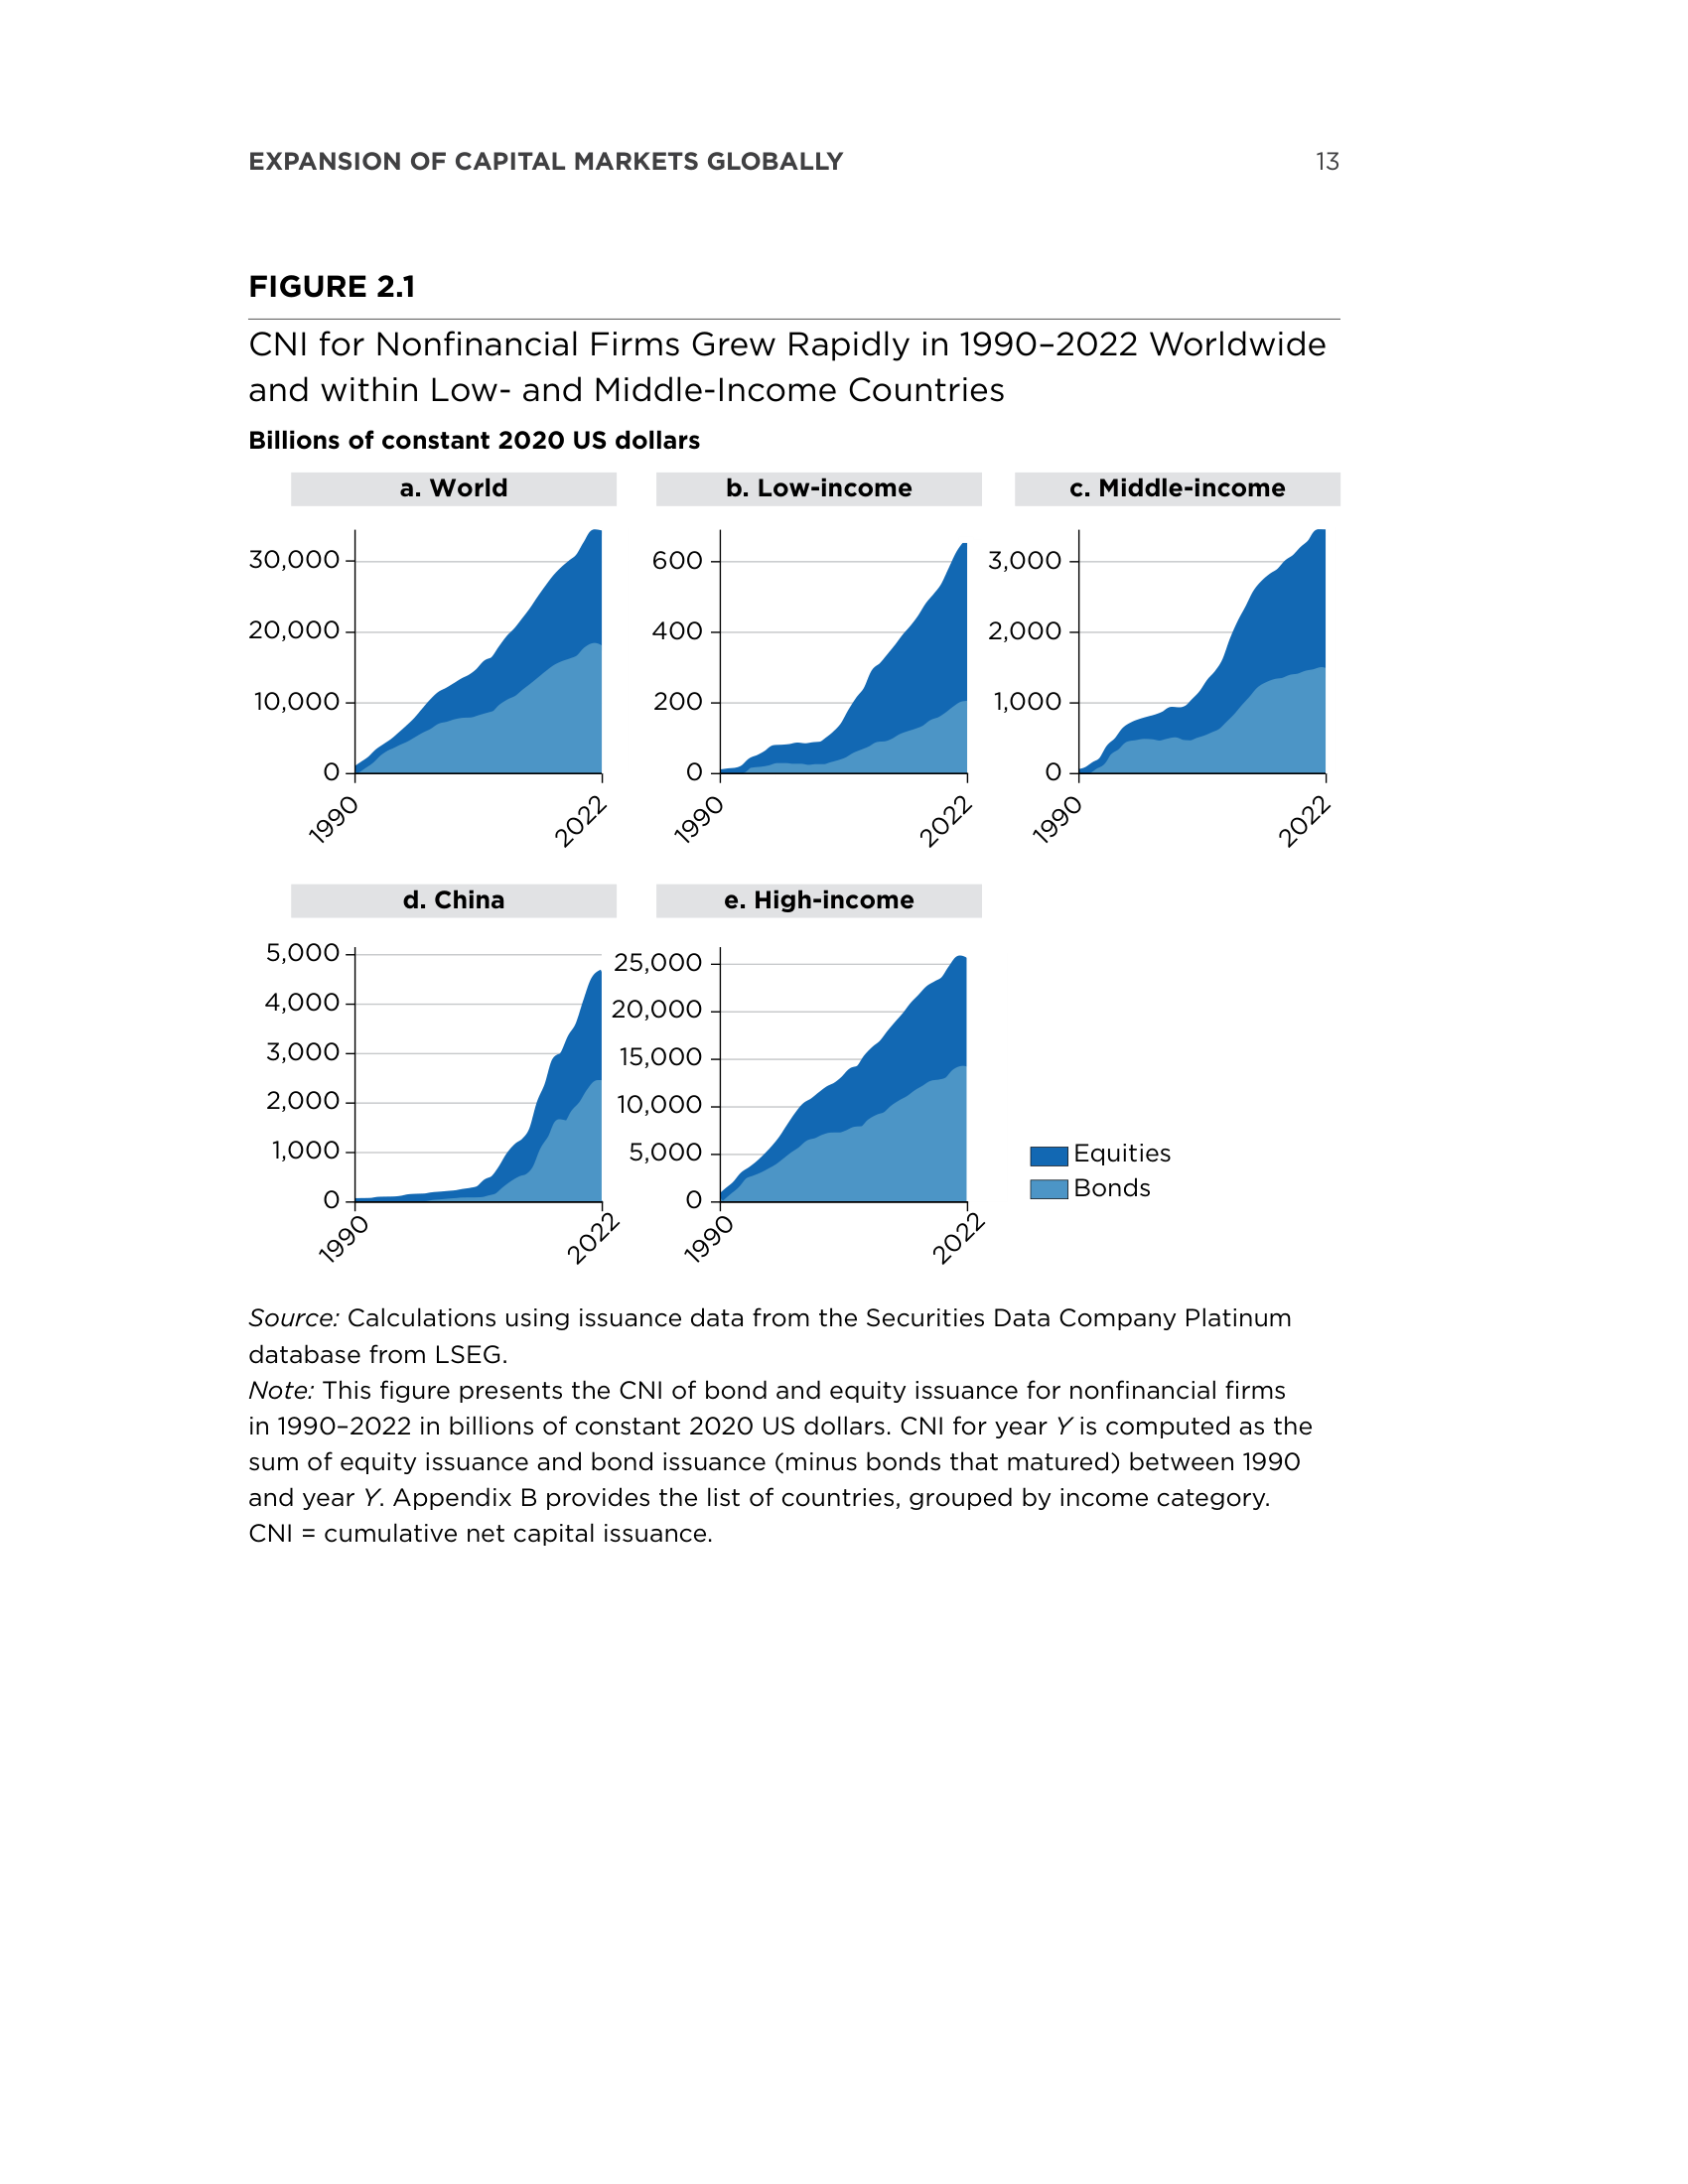 EXPANSION OF CAPITAL MARKETS GLOBALLY 13
FIGURE 2.1
CNI for Nonfinancial Firms Grew Rapidly in 1990–2022 Worldwide
and within Low- and Middle-Income Countries
Billions of constant 2020 US dollars
a. World
30,000
20,000
10,000
0
1990
2022
b. Low-income
600
400
200
0
1990
2022
c. Middle-income
3,000
2,000
1,000
0
1990
2022
d. China
5,000
4,000
3,000
2,000
1,000
0
1990
2022
e. High-income
25,000
20,000
15,000
10,000
5,000
0
1990
2022
Equities
Bonds
Source: Calculations using issuance data from the Securities Data Company Platinum
database from LSEG.
Note: This figure presents the CNI of bond and equity issuance for nonfinancial firms
in 1990–2022 in billions of constant 2020 US dollars. CNI for year Y is computed as the
sum of equity issuance and bond issuance (minus bonds that matured) between 1990
and year Y. Appendix B provides the list of countries, grouped by income category.
CNI = cumulative net capital issuance.